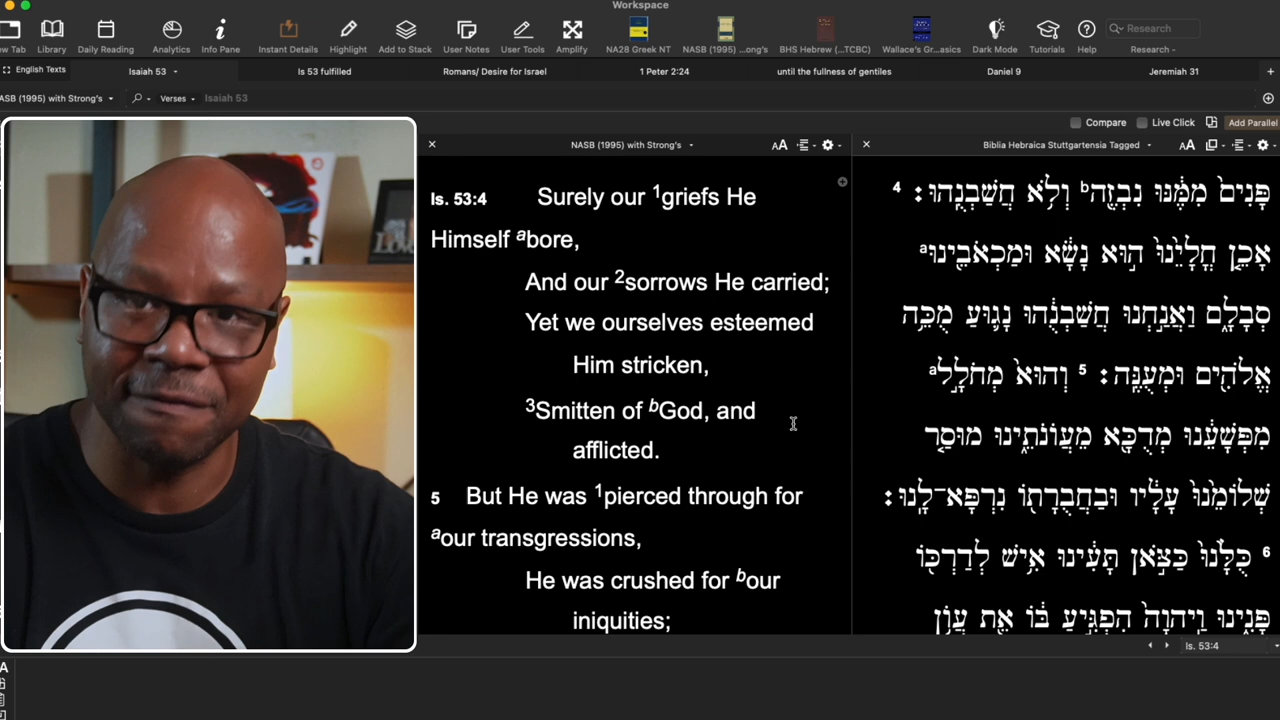 Workspace
ew Tab
Library
Daily Reading
Analytics
Info Pane
Instant Details
Highlight
Add to Stack
User Notes
User Tools
Amplify
NA28 Greek NT
NASB (1995) ...ong's
BHS Hebrew (...TCBC)
Wallace's Gr...asics
Dark Mode
Tutorials
Help
Research
Research
English Texts
Isaiah 53
Is 53 fulfilled
Romans/ Desire for Israel
1 Peter 2:24
until the fullness of gentiles
Daniel 9
Jeremiah 31
ASB (1995) with Strong's
Verses
Isaiah 53
Compare
Live Click
Add Parallel
NASB (1995) with Strong's
AA
Is. 53:4 Surely our ¹griefs He
Himself ᵃbore,
And our ²sorrows He carried;
Yet we ourselves esteemed
Him stricken,
³Smitten of ᵇGod, and
afflicted.
5 But He was ¹pierced through for
ᵃour transgressions,
He was crushed for ᵇour
iniquities;
Biblia Hebraica Stuttgartensia Tagged
AA
פָּנִים֙ מִמֶּ֔נּוּ נִבְזֶ֖הᵇ וְלֹ֥א חֲשַׁבְנֻֽהוּ׃ 4
אָכֵ֤ן חֳלָיֵ֙נוּ֙ ה֣וּא נָשָׂ֔א וּמַכְאֹבֵ֖ינוּᵃ
סְבָלָ֑ם וַאֲנַ֣חְנוּ חֲשַׁבְנֻ֔הוּ נָג֛וּעַ מֻכֵּ֥ה
אֱלֹהִ֖ים וּמְעֻנֶּֽה׃ 5 וְהוּא֙ מְחֹלָ֣לᵃ
מִפְּשָׁעֵ֔נוּ מְדֻכָּ֖א מֵעֲוֺנֹתֵ֑ינוּ מוּסַ֤ר
שְׁלוֹמֵ֙נוּ֙ עָלָ֔יו וּבַחֲבֻרָת֖וֹ נִרְפָּא־לָֽנוּ׃
6 כֻּלָּ֙נוּ֙ כַּצֹּ֣אן תָּעִ֔ינוּ אִ֥ישׁ לְדַרְכּ֖וֹ
פָּנִ֑ינוּ וַֽיהוָה֙ הִפְגִּ֣יעַ בּ֔וֹ אֵ֖ת עֲוֺ֥ן
Is. 53:4